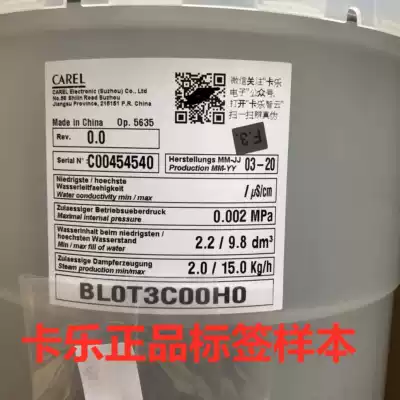 CAREL
CAREL Electronic (Suzhou) Co., Ltd
No.26 Shilin Road Suzhou
Jiangsu Province, 215151 P.R. China
微信关注“卡乐
电子”公众号,
打开“卡乐智云”
扫一扫辨真伪
Made in China Op. 5635
Rev. 0.0
F.3.
Serial N° C00454540
Herstellungs MM-JJ
Production MM-YY 03-20
Niedrigste / hoechste
Wasserleitfaehigkeit
Water conductivity min / max / µS/cm
Zulaessiger Betriebsueberdruck
Maximal internal pressure 0.002 MPa
Wasserinhalt beim niedrigsten /
hoechsten Wasserstand
Min / max fill of water 2.2 / 9.8 dm³
Zulaessige Dampferzeugung
Steam production min/max 2.0 / 15.0 Kg/h
BL0T3C00H0
卡乐正品标签样本